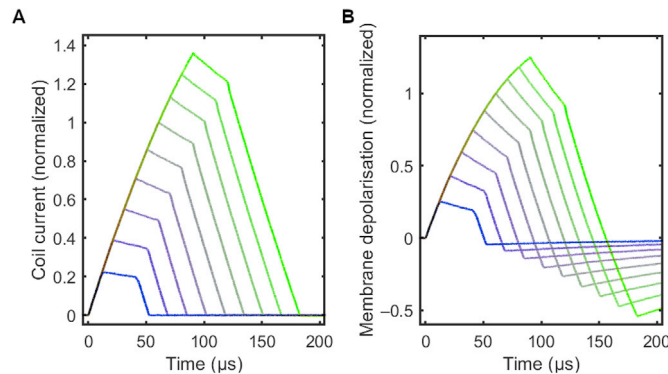 A
Coil current (normalized)
1.4
1.2
1
0.8
0.6
0.4
0.2
0
0 50 100 150 200
Time (µs)
B
Membrane depolarisation (normalized)
1
0.5
0
−0.5
0 50 100 150 200
Time (µs)